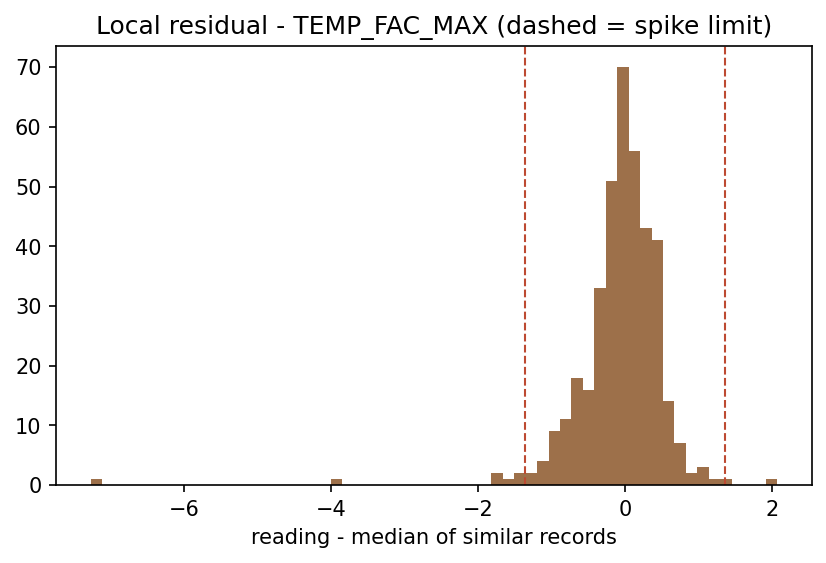 Local residual - TEMP_FAC_MAX (dashed = spike limit)
70
60
50
40
30
20
10
0
−6 −4 −2 0 2
reading - median of similar records